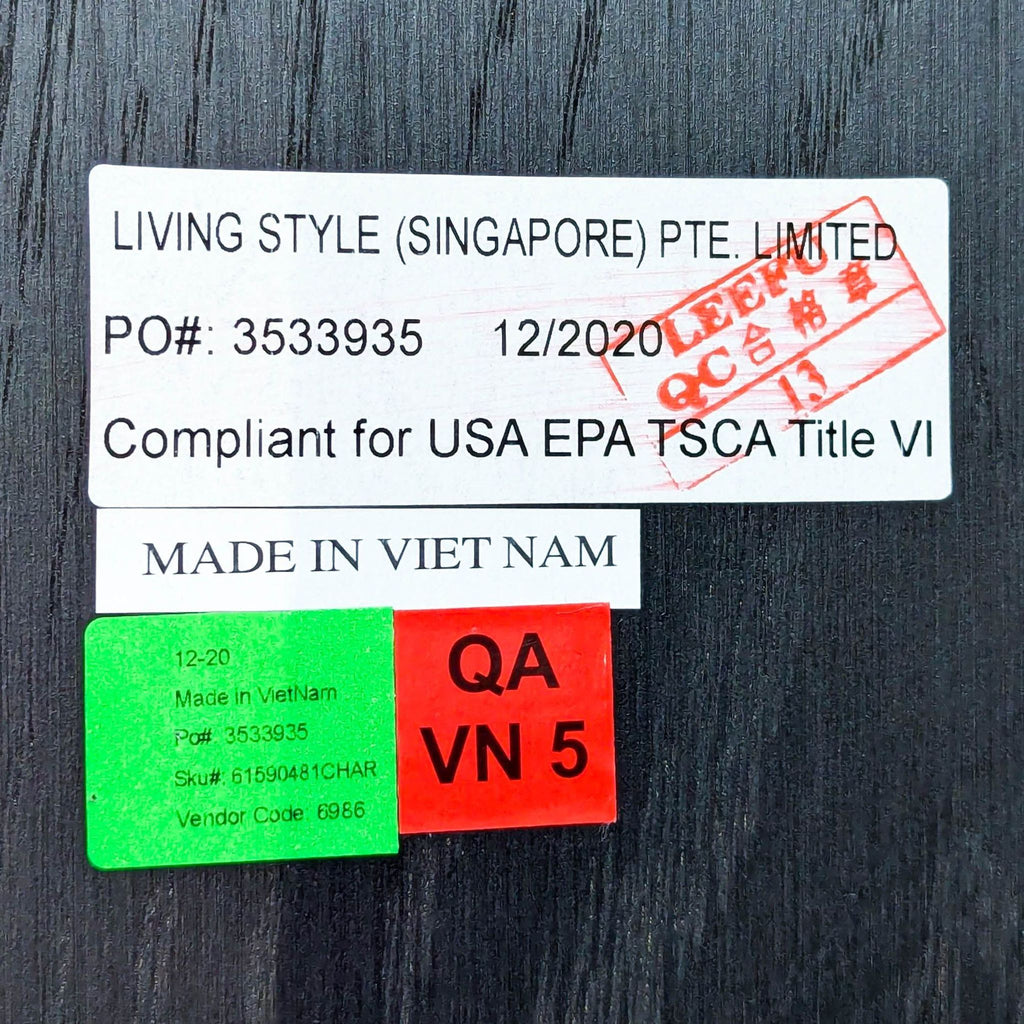 LIVING STYLE (SINGAPORE) PTE. LIMITED
PO#: 3533935 12/2020
LEEFU
QC合格章
13
Compliant for USA EPA TSCA Title VI
MADE IN VIET NAM
12-20
Made in VietNam
Po#: 3533935
Sku#: 61590481CHAR
Vendor Code: 6986
QA
VN 5